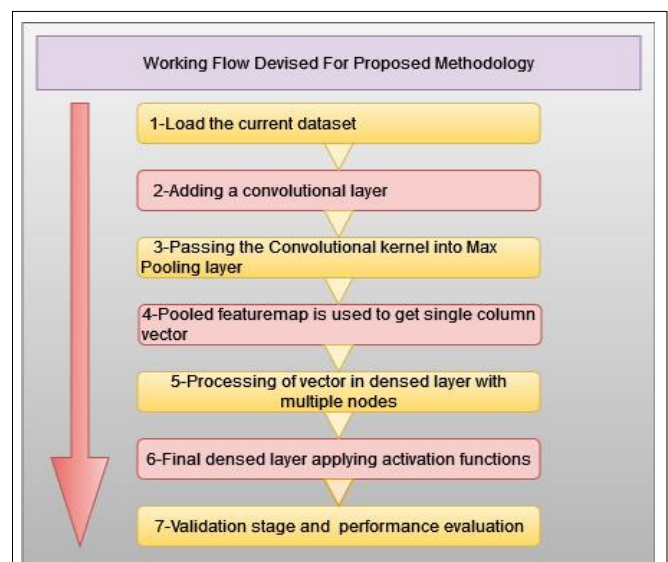 Working Flow Devised For Proposed Methodology
1-Load the current dataset
2-Adding a convolutional layer
3-Passing the Convolutional kernel into Max
Pooling layer
4-Pooled featuremap is used to get single column
vector
5-Processing of vector in densed layer with
multiple nodes
6-Final densed layer applying activation functions
7-Validation stage and performance evaluation